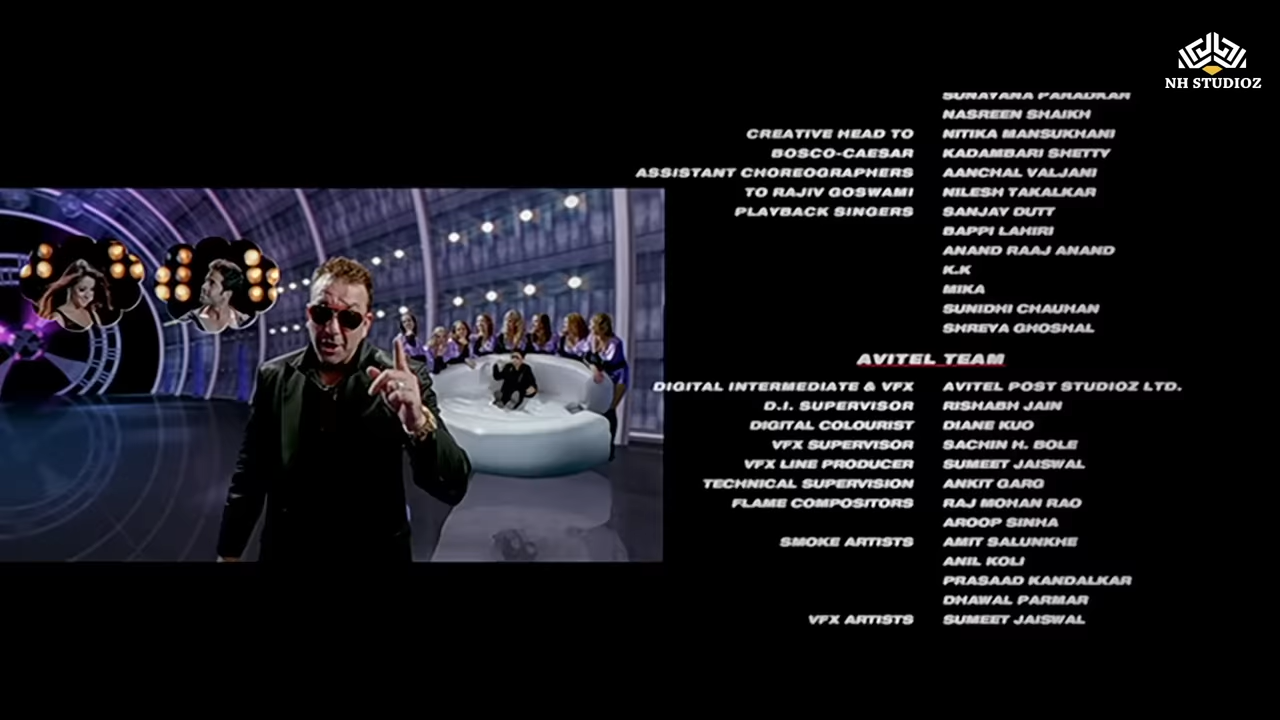 NH STUDIOZ
SUNAYANA PARADKAR
NASREEN SHAIKH
CREATIVE HEAD TO NITIKA MANSUKHANI
BOSCO-CAESAR KADAMBARI SHETTY
ASSISTANT CHOREOGRAPHERS AANCHAL VALJANI
TO RAJIV GOSWAMI NILESH TAKALKAR
PLAYBACK SINGERS SANJAY DUTT
BAPPI LAHIRI
ANAND RAAJ ANAND
K.K
MIKA
SUNIDHI CHAUHAN
SHREYA GHOSHAL
AVITEL TEAM
DIGITAL INTERMEDIATE & VFX AVITEL POST STUDIOZ LTD.
D.I. SUPERVISOR RISHABH JAIN
DIGITAL COLOURIST DIANE KUO
VFX SUPERVISOR SACHIN H. BOLE
VFX LINE PRODUCER SUMEET JAISWAL
TECHNICAL SUPERVISION ANKIT GARG
FLAME COMPOSITORS RAJ MOHAN RAO
AROOP SINHA
SMOKE ARTISTS AMIT SALUNKHE
ANIL KOLI
PRASAAD KANDALKAR
DHAWAL PARMAR
VFX ARTISTS SUMEET JAISWAL